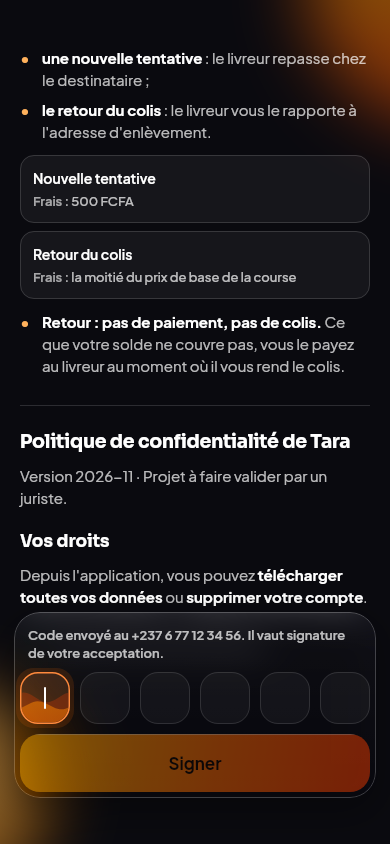 • une nouvelle tentative : le livreur repasse chez
le destinataire ;
• le retour du colis : le livreur vous le rapporte à
l'adresse d'enlèvement.
Nouvelle tentative
Frais : 500 FCFA
Retour du colis
Frais : la moitié du prix de base de la course
• Retour : pas de paiement, pas de colis. Ce
que votre solde ne couvre pas, vous le payez
au livreur au moment où il vous rend le colis.
Politique de confidentialité de Tara
Version 2026–11 · Projet à faire valider par un
juriste.
Vos droits
Depuis l'application, vous pouvez télécharger
toutes vos données ou supprimer votre compte.
Code envoyé au +237 6 77 12 34 56. Il vaut signature
de votre acceptation.
Signer